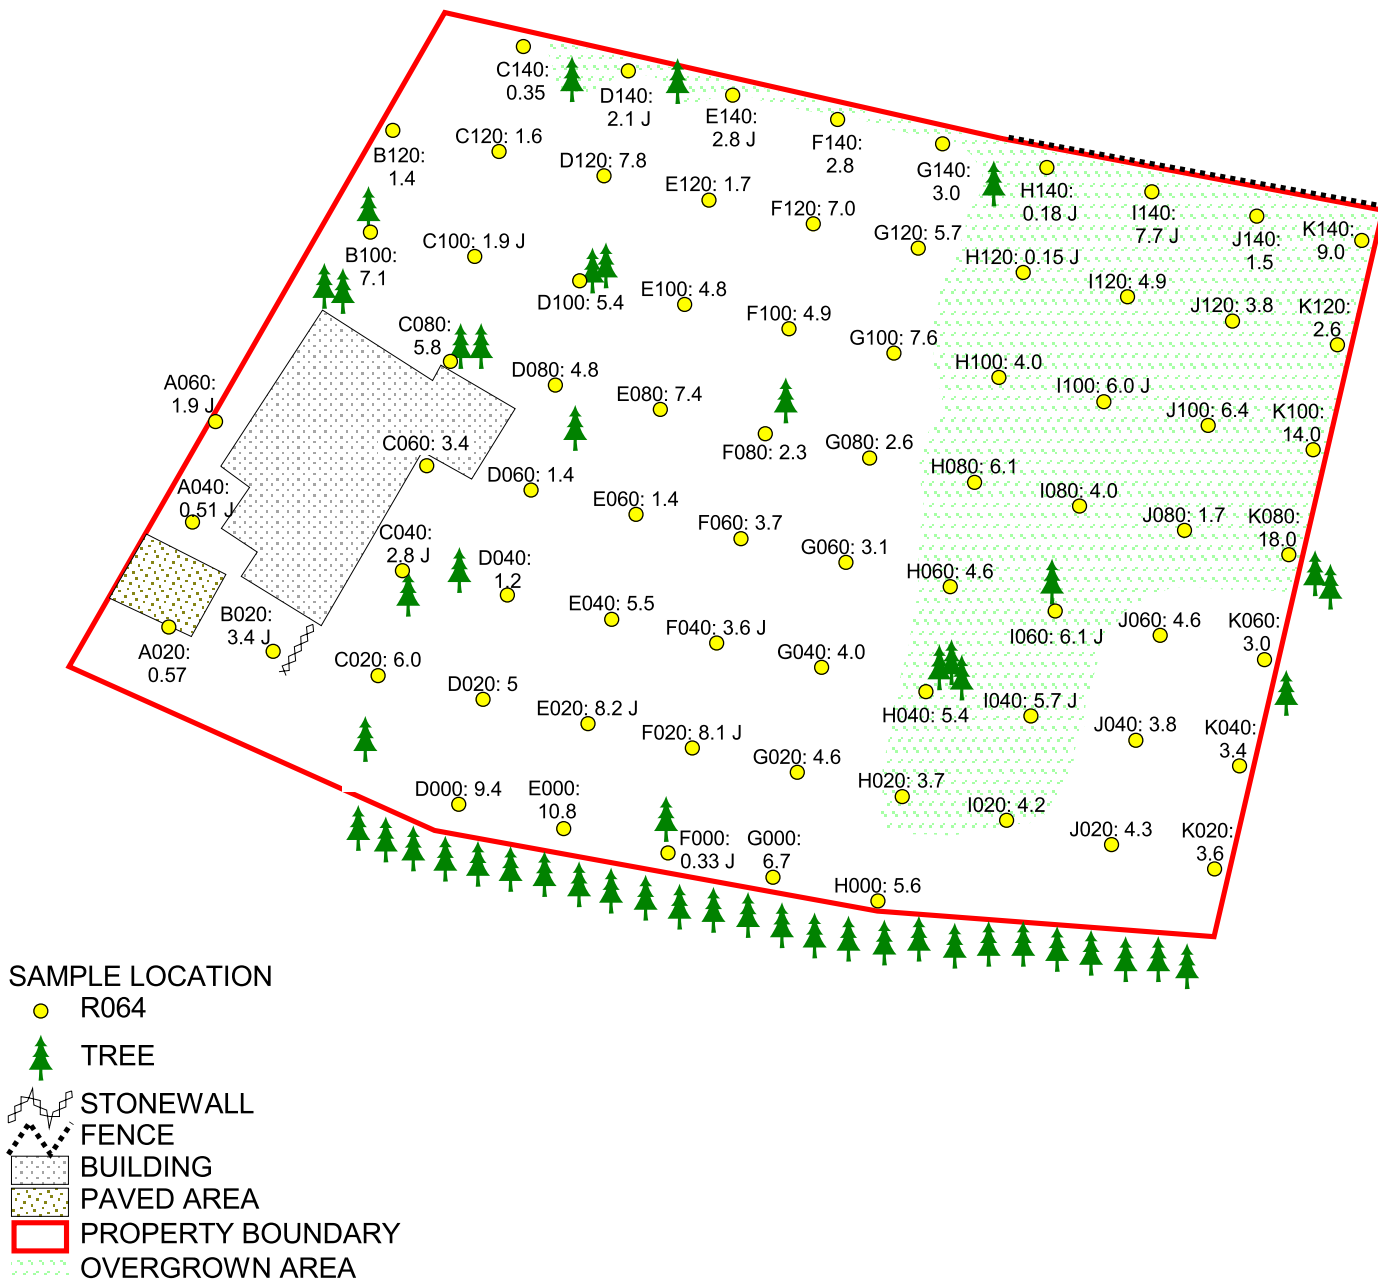 C140:
0.35
D140:
2.1 J
E140:
2.8 J
F140:
2.8
G140:
3.0
H140:
0.18 J
I140:
7.7 J
J140:
1.5
K140:
9.0
B120:
1.4
C120: 1.6
D120: 7.8
E120: 1.7
F120: 7.0
G120: 5.7
H120: 0.15 J
I120: 4.9
J120: 3.8
K120:
2.6
B100:
7.1
C100: 1.9 J
D100: 5.4
E100: 4.8
F100: 4.9
G100: 7.6
H100: 4.0
I100: 6.0 J
J100: 6.4
K100:
14.0
C080:
5.8
D080: 4.8
E080: 7.4
F080: 2.3
G080: 2.6
H080: 6.1
I080: 4.0
J080: 1.7
K080:
18.0
A060:
1.9 J
C060: 3.4
D060: 1.4
E060: 1.4
F060: 3.7
G060: 3.1
H060: 4.6
I060: 6.1 J
J060: 4.6
K060:
3.0
A040:
0.51 J
C040:
2.8 J
D040:
1.2
E040: 5.5
F040: 3.6 J
G040: 4.0
H040: 5.4
I040: 5.7 J
J040: 3.8
K040:
3.4
A020:
0.57
B020:
3.4 J
C020: 6.0
D020: 5
E020: 8.2 J
F020: 8.1 J
G020: 4.6
H020: 3.7
I020: 4.2
J020: 4.3
K020:
3.6
D000: 9.4
E000:
10.8
F000:
0.33 J
G000:
6.7
H000: 5.6
SAMPLE LOCATION
R064
TREE
STONEWALL
FENCE
BUILDING
PAVED AREA
PROPERTY BOUNDARY
OVERGROWN AREA